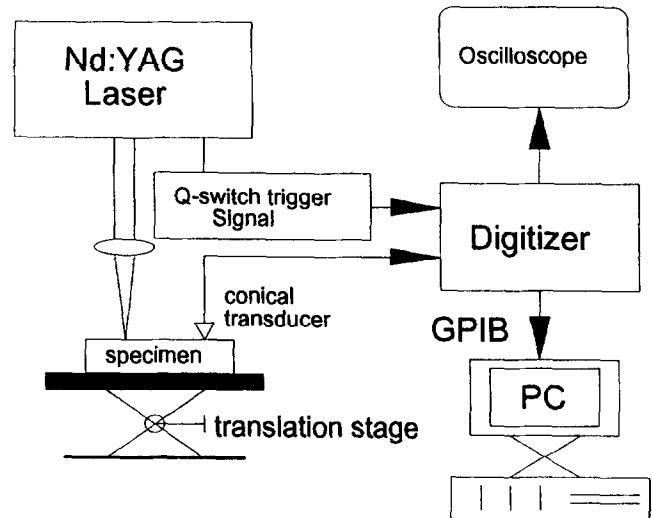 Nd:YAG
Laser
Oscilloscope
Q-switch trigger
Signal
Digitizer
conical
transducer
GPIB
specimen
PC
translation stage